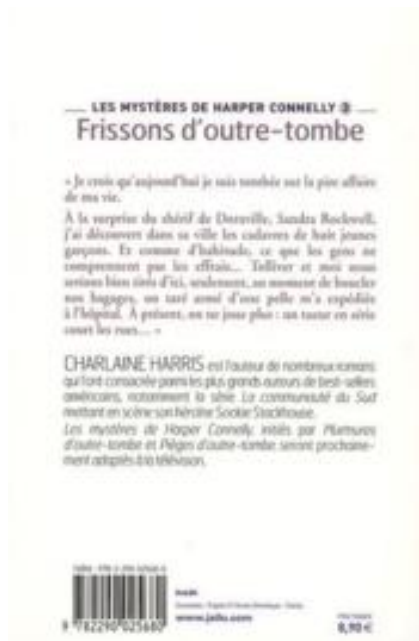 LES MYSTÈRES DE HARPER CONNELLY 3
Frissons d'outre-tombe
« Je crois qu'aujourd'hui je suis tombée sur la pire affaire
de ma vie.
À la surprise du shérif de Doraville, Sandra Rockwell,
j'ai découvert dans sa ville les cadavres de huit jeunes
garçons. Et comme d'habitude, ce que les gens ne
comprennent pas les effraie... Tolliver et moi nous
serions bien tirés d'ici, seulement, au moment de boucler
nos bagages, un taré armé d'une pelle m'a expédiée
à l'hôpital. À présent, on ne joue plus : un tueur en série
court les rues... »
CHARLAINE HARRIS est l'auteur de nombreux romans
qui l'ont consacrée parmi les plus grands auteurs de best-sellers
américains, notamment la série La communauté du Sud
mettant en scène son héroïne Sookie Stackhouse.
Les mystères de Harper Connelly, initiés par Murmures
d'outre-tombe et Pièges d'outre-tombe, seront prochaine-
ment adaptés à la télévision.
9 782290 025680
www.jailu.com
8,90 €